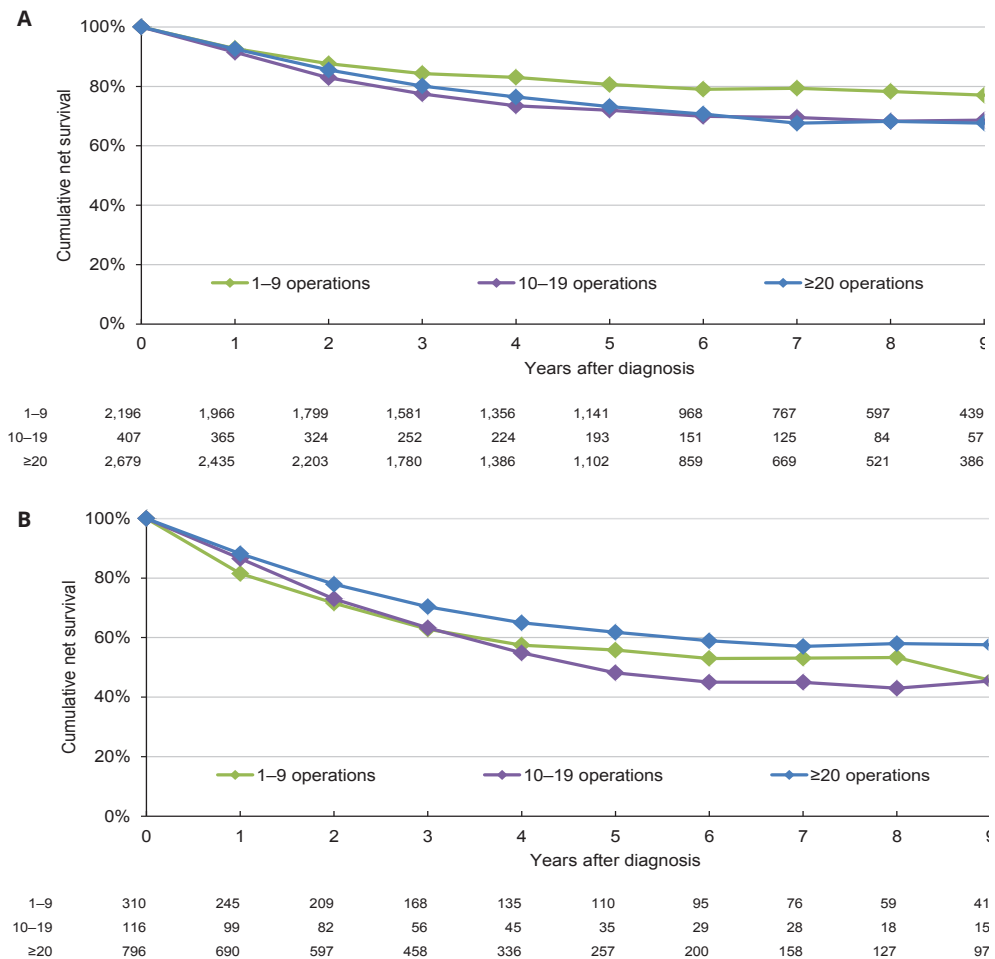 A
100%
80%
60%
40%
20%
0%
Cumulative net survival
1–9 operations 10–19 operations ≥20 operations
0 1 2 3 4 5 6 7 8 9
Years after diagnosis
1–9 2,196 1,966 1,799 1,581 1,356 1,141 968 767 597 439
10–19 407 365 324 252 224 193 151 125 84 57
≥20 2,679 2,435 2,203 1,780 1,386 1,102 859 669 521 386
B
100%
80%
60%
40%
20%
0%
Cumulative net survival
1–9 operations 10–19 operations ≥20 operations
0 1 2 3 4 5 6 7 8 9
Years after diagnosis
1–9 310 245 209 168 135 110 95 76 59 41
10–19 116 99 82 56 45 35 29 28 18 15
≥20 796 690 597 458 336 257 200 158 127 97